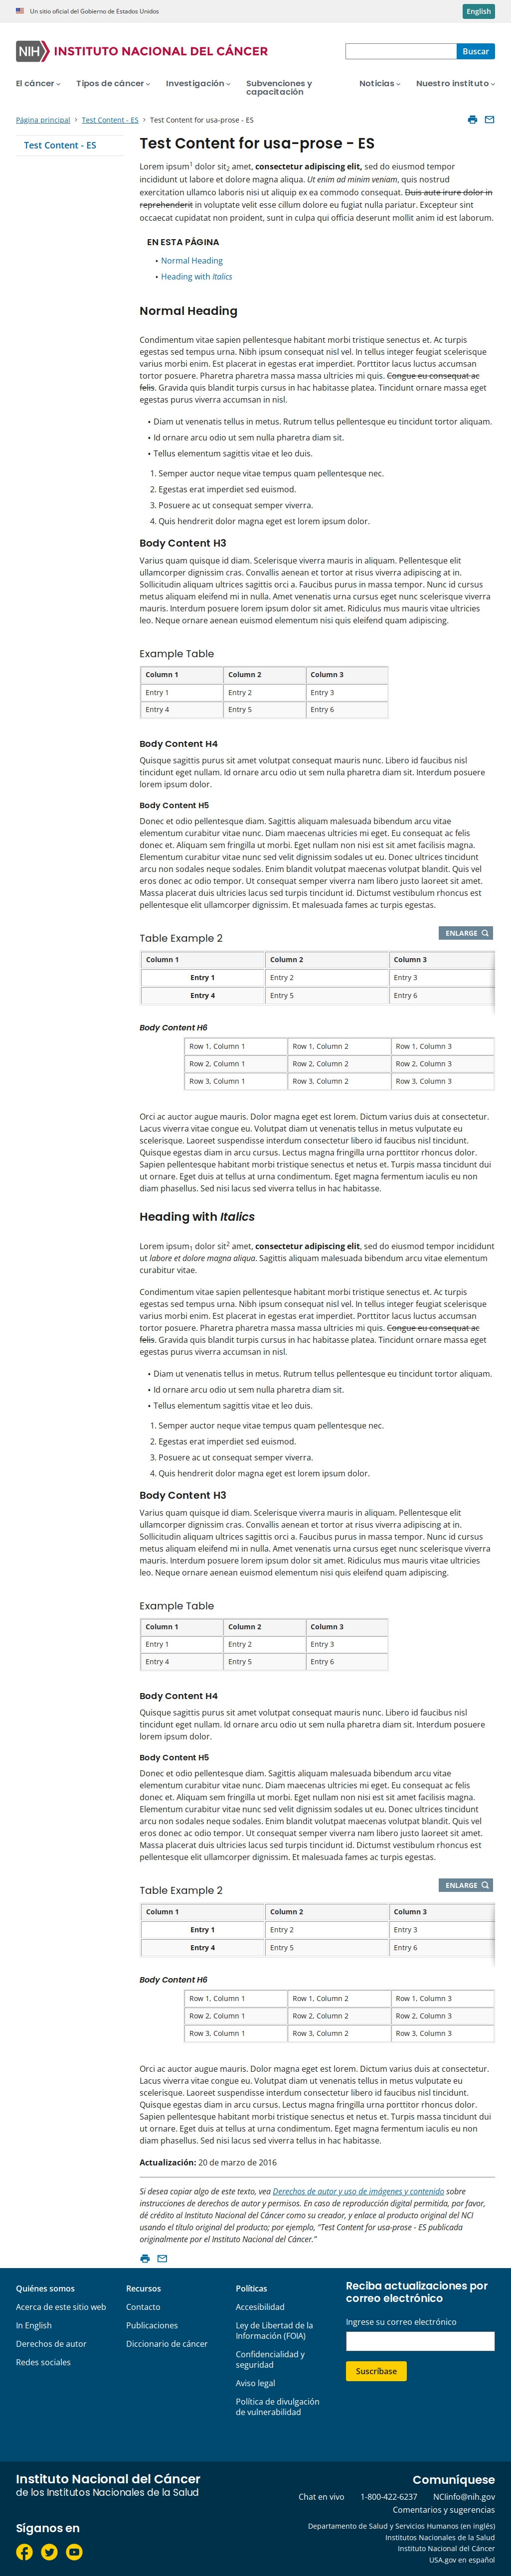 Un sitio oficial del Gobierno de Estados Unidos
English
NIH INSTITUTO NACIONAL DEL CÁNCER
Buscar
El cáncer
Tipos de cáncer
Investigación
Subvenciones y
capacitación
Noticias
Nuestro instituto
Página principal > Test Content - ES > Test Content for usa-prose - ES
Test Content - ES
Test Content for usa-prose - ES
Lorem ipsum1 dolor sit2 amet, consectetur adipiscing elit, sed do eiusmod tempor
incididunt ut labore et dolore magna aliqua. Ut enim ad minim veniam, quis nostrud
exercitation ullamco laboris nisi ut aliquip ex ea commodo consequat. Duis aute irure dolor in
reprehenderit in voluptate velit esse cillum dolore eu fugiat nulla pariatur. Excepteur sint
occaecat cupidatat non proident, sunt in culpa qui officia deserunt mollit anim id est laborum.
EN ESTA PÁGINA
• Normal Heading
• Heading with Italics
Normal Heading
Condimentum vitae sapien pellentesque habitant morbi tristique senectus et. Ac turpis
egestas sed tempus urna. Nibh ipsum consequat nisl vel. In tellus integer feugiat scelerisque
varius morbi enim. Est placerat in egestas erat imperdiet. Porttitor lacus luctus accumsan
tortor posuere. Pharetra pharetra massa massa ultricies mi quis. Congue eu consequat ac
felis. Gravida quis blandit turpis cursus in hac habitasse platea. Tincidunt ornare massa eget
egestas purus viverra accumsan in nisl.
• Diam ut venenatis tellus in metus. Rutrum tellus pellentesque eu tincidunt tortor aliquam.
• Id ornare arcu odio ut sem nulla pharetra diam sit.
• Tellus elementum sagittis vitae et leo duis.
1. Semper auctor neque vitae tempus quam pellentesque nec.
2. Egestas erat imperdiet sed euismod.
3. Posuere ac ut consequat semper viverra.
4. Quis hendrerit dolor magna eget est lorem ipsum dolor.
Body Content H3
Varius quam quisque id diam. Scelerisque viverra mauris in aliquam. Pellentesque elit
ullamcorper dignissim cras. Convallis aenean et tortor at risus viverra adipiscing at in.
Sollicitudin aliquam ultrices sagittis orci a. Faucibus purus in massa tempor. Nunc id cursus
metus aliquam eleifend mi in nulla. Amet venenatis urna cursus eget nunc scelerisque viverra
mauris. Interdum posuere lorem ipsum dolor sit amet. Ridiculus mus mauris vitae ultricies
leo. Neque ornare aenean euismod elementum nisi quis eleifend quam adipiscing.
Example Table
Column 1 Column 2 Column 3
Entry 1 Entry 2 Entry 3
Entry 4 Entry 5 Entry 6
Body Content H4
Quisque sagittis purus sit amet volutpat consequat mauris nunc. Libero id faucibus nisl
tincidunt eget nullam. Id ornare arcu odio ut sem nulla pharetra diam sit. Interdum posuere
lorem ipsum dolor.
Body Content H5
Donec et odio pellentesque diam. Sagittis aliquam malesuada bibendum arcu vitae
elementum curabitur vitae nunc. Diam maecenas ultricies mi eget. Eu consequat ac felis
donec et. Aliquam sem fringilla ut morbi. Eget nullam non nisi est sit amet facilisis magna.
Elementum curabitur vitae nunc sed velit dignissim sodales ut eu. Donec ultrices tincidunt
arcu non sodales neque sodales. Enim blandit volutpat maecenas volutpat blandit. Quis vel
eros donec ac odio tempor. Ut consequat semper viverra nam libero justo laoreet sit amet.
Massa placerat duis ultricies lacus sed turpis tincidunt id. Dictumst vestibulum rhoncus est
pellentesque elit ullamcorper dignissim. Et malesuada fames ac turpis egestas.
ENLARGE
Table Example 2
Column 1 Column 2 Column 3
Entry 1 Entry 2 Entry 3
Entry 4 Entry 5 Entry 6
Body Content H6
Row 1, Column 1 Row 1, Column 2 Row 1, Column 3
Row 2, Column 1 Row 2, Column 2 Row 2, Column 3
Row 3, Column 1 Row 3, Column 2 Row 3, Column 3
Orci ac auctor augue mauris. Dolor magna eget est lorem. Dictum varius duis at consectetur.
Lacus viverra vitae congue eu. Volutpat diam ut venenatis tellus in metus vulputate eu
scelerisque. Laoreet suspendisse interdum consectetur libero id faucibus nisl tincidunt.
Quisque egestas diam in arcu cursus. Lectus magna fringilla urna porttitor rhoncus dolor.
Sapien pellentesque habitant morbi tristique senectus et netus et. Turpis massa tincidunt dui
ut ornare. Eget duis at tellus at urna condimentum. Eget magna fermentum iaculis eu non
diam phasellus. Sed nisi lacus sed viverra tellus in hac habitasse.
Heading with Italics
Lorem ipsum1 dolor sit2 amet, consectetur adipiscing elit, sed do eiusmod tempor incididunt
ut labore et dolore magna aliqua. Sagittis aliquam malesuada bibendum arcu vitae elementum
curabitur vitae.
Condimentum vitae sapien pellentesque habitant morbi tristique senectus et. Ac turpis
egestas sed tempus urna. Nibh ipsum consequat nisl vel. In tellus integer feugiat scelerisque
varius morbi enim. Est placerat in egestas erat imperdiet. Porttitor lacus luctus accumsan
tortor posuere. Pharetra pharetra massa massa ultricies mi quis. Congue eu consequat ac
felis. Gravida quis blandit turpis cursus in hac habitasse platea. Tincidunt ornare massa eget
egestas purus viverra accumsan in nisl.
• Diam ut venenatis tellus in metus. Rutrum tellus pellentesque eu tincidunt tortor aliquam.
• Id ornare arcu odio ut sem nulla pharetra diam sit.
• Tellus elementum sagittis vitae et leo duis.
1. Semper auctor neque vitae tempus quam pellentesque nec.
2. Egestas erat imperdiet sed euismod.
3. Posuere ac ut consequat semper viverra.
4. Quis hendrerit dolor magna eget est lorem ipsum dolor.
Body Content H3
Varius quam quisque id diam. Scelerisque viverra mauris in aliquam. Pellentesque elit
ullamcorper dignissim cras. Convallis aenean et tortor at risus viverra adipiscing at in.
Sollicitudin aliquam ultrices sagittis orci a. Faucibus purus in massa tempor. Nunc id cursus
metus aliquam eleifend mi in nulla. Amet venenatis urna cursus eget nunc scelerisque viverra
mauris. Interdum posuere lorem ipsum dolor sit amet. Ridiculus mus mauris vitae ultricies
leo. Neque ornare aenean euismod elementum nisi quis eleifend quam adipiscing.
Example Table
Column 1 Column 2 Column 3
Entry 1 Entry 2 Entry 3
Entry 4 Entry 5 Entry 6
Body Content H4
Quisque sagittis purus sit amet volutpat consequat mauris nunc. Libero id faucibus nisl
tincidunt eget nullam. Id ornare arcu odio ut sem nulla pharetra diam sit. Interdum posuere
lorem ipsum dolor.
Body Content H5
Donec et odio pellentesque diam. Sagittis aliquam malesuada bibendum arcu vitae
elementum curabitur vitae nunc. Diam maecenas ultricies mi eget. Eu consequat ac felis
donec et. Aliquam sem fringilla ut morbi. Eget nullam non nisi est sit amet facilisis magna.
Elementum curabitur vitae nunc sed velit dignissim sodales ut eu. Donec ultrices tincidunt
arcu non sodales neque sodales. Enim blandit volutpat maecenas volutpat blandit. Quis vel
eros donec ac odio tempor. Ut consequat semper viverra nam libero justo laoreet sit amet.
Massa placerat duis ultricies lacus sed turpis tincidunt id. Dictumst vestibulum rhoncus est
pellentesque elit ullamcorper dignissim. Et malesuada fames ac turpis egestas.
ENLARGE
Table Example 2
Column 1 Column 2 Column 3
Entry 1 Entry 2 Entry 3
Entry 4 Entry 5 Entry 6
Body Content H6
Row 1, Column 1 Row 1, Column 2 Row 1, Column 3
Row 2, Column 1 Row 2, Column 2 Row 2, Column 3
Row 3, Column 1 Row 3, Column 2 Row 3, Column 3
Orci ac auctor augue mauris. Dolor magna eget est lorem. Dictum varius duis at consectetur.
Lacus viverra vitae congue eu. Volutpat diam ut venenatis tellus in metus vulputate eu
scelerisque. Laoreet suspendisse interdum consectetur libero id faucibus nisl tincidunt.
Quisque egestas diam in arcu cursus. Lectus magna fringilla urna porttitor rhoncus dolor.
Sapien pellentesque habitant morbi tristique senectus et netus et. Turpis massa tincidunt dui
ut ornare. Eget duis at tellus at urna condimentum. Eget magna fermentum iaculis eu non
diam phasellus. Sed nisi lacus sed viverra tellus in hac habitasse.
Actualización: 20 de marzo de 2016
Si desea copiar algo de este texto, vea Derechos de autor y uso de imágenes y contenido sobre
instrucciones de derechos de autor y permisos. En caso de reproducción digital permitida, por favor,
dé crédito al Instituto Nacional del Cáncer como su creador, y enlace al producto original del NCI
usando el título original del producto; por ejemplo, “Test Content for usa-prose - ES publicada
originalmente por el Instituto Nacional del Cáncer.”
Quiénes somos
Acerca de este sitio web
In English
Derechos de autor
Redes sociales
Recursos
Contacto
Publicaciones
Diccionario de cáncer
Políticas
Accesibilidad
Ley de Libertad de la
Información (FOIA)
Confidencialidad y
seguridad
Aviso legal
Política de divulgación
de vulnerabilidad
Reciba actualizaciones por
correo electrónico
Ingrese su correo electrónico
Suscríbase
Instituto Nacional del Cáncer
de los Institutos Nacionales de la Salud
Síganos en
Comuníquese
Chat en vivo 1-800-422-6237 NCIinfo@nih.gov
Comentarios y sugerencias
Departamento de Salud y Servicios Humanos (en inglés)
Institutos Nacionales de la Salud
Instituto Nacional del Cáncer
USA.gov en español